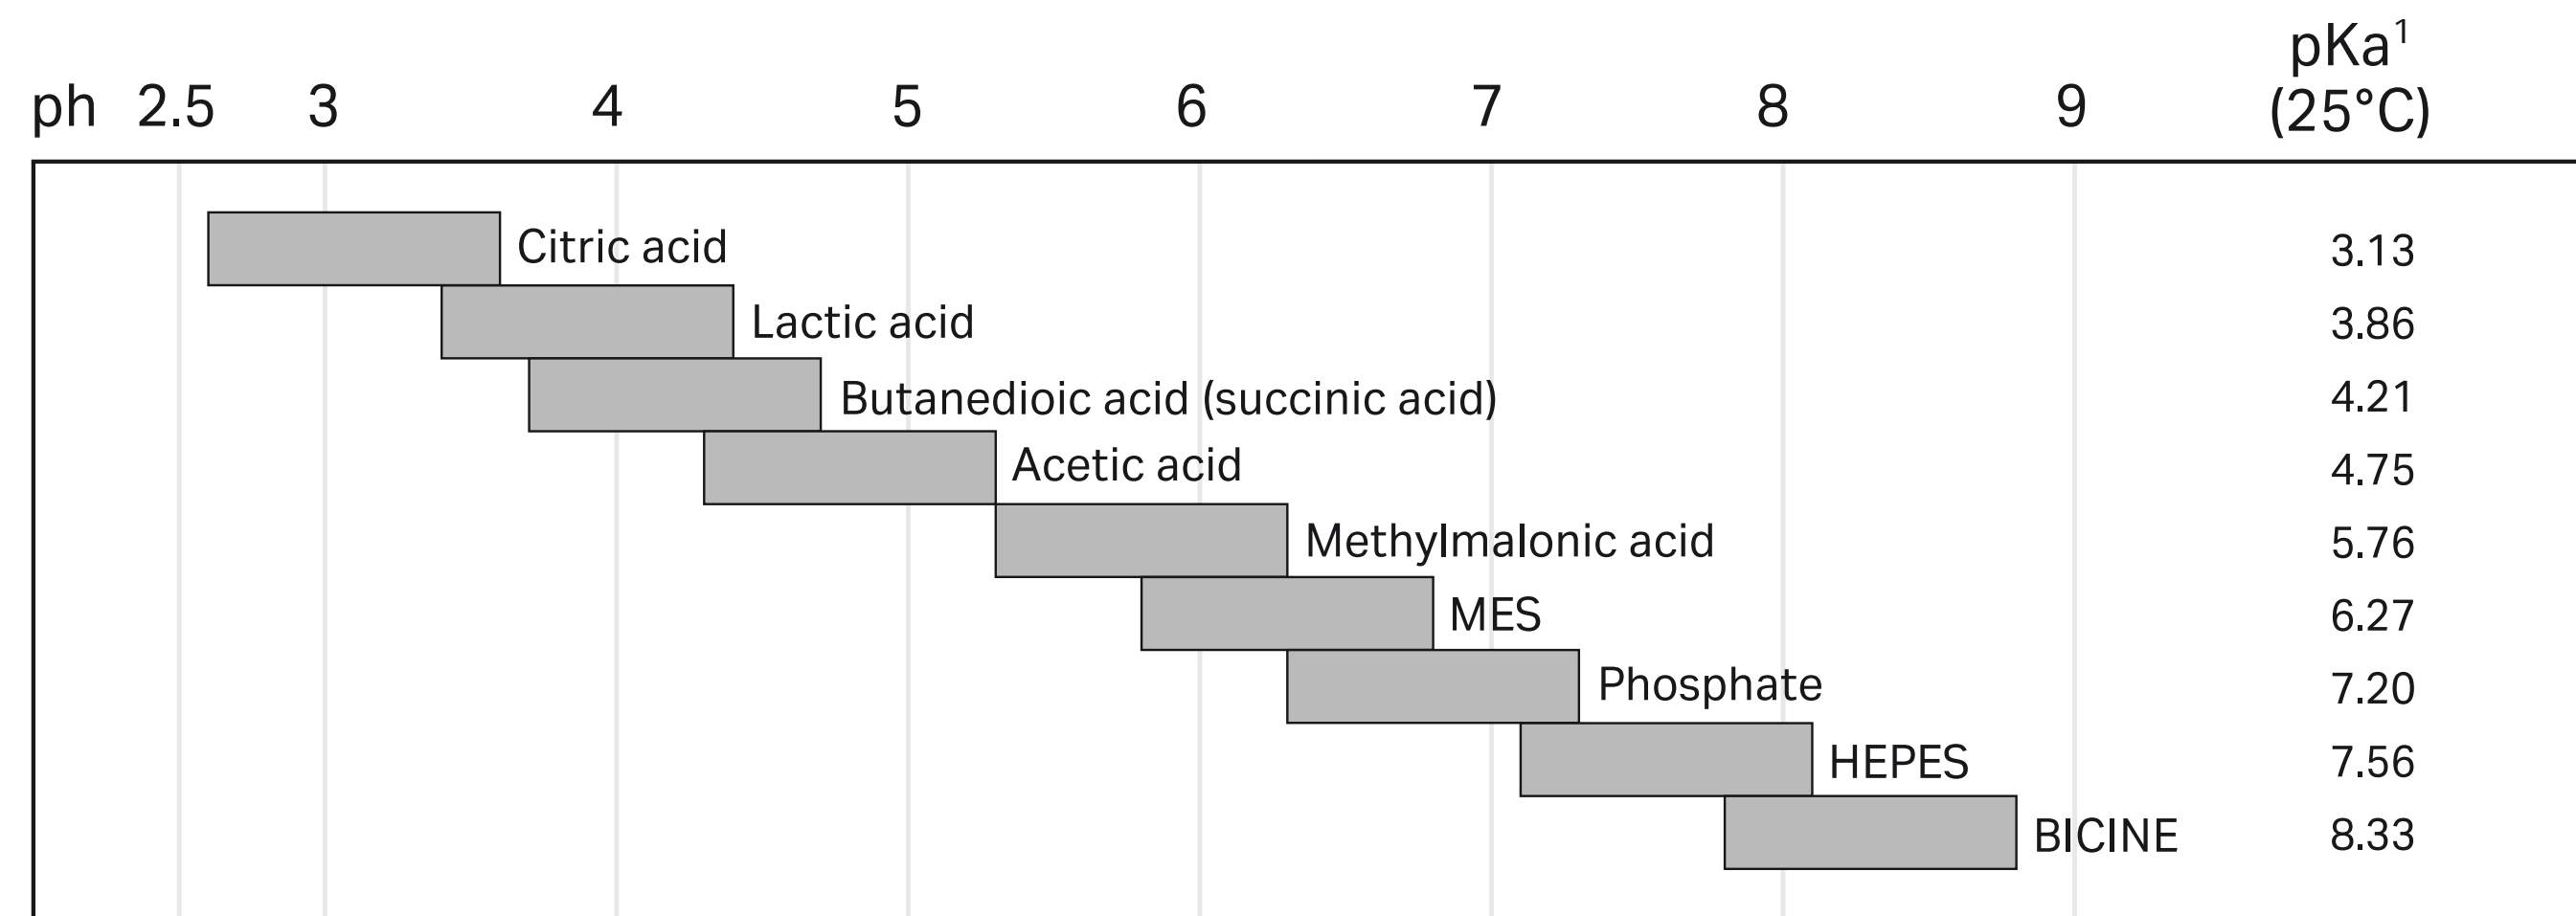 pKa¹
ph 2.5 3 4 5 6 7 8 9 (25°C)
Citric acid 3.13
Lactic acid 3.86
Butanedioic acid (succinic acid) 4.21
Acetic acid 4.75
Methylmalonic acid 5.76
MES 6.27
Phosphate 7.20
HEPES 7.56
BICINE 8.33